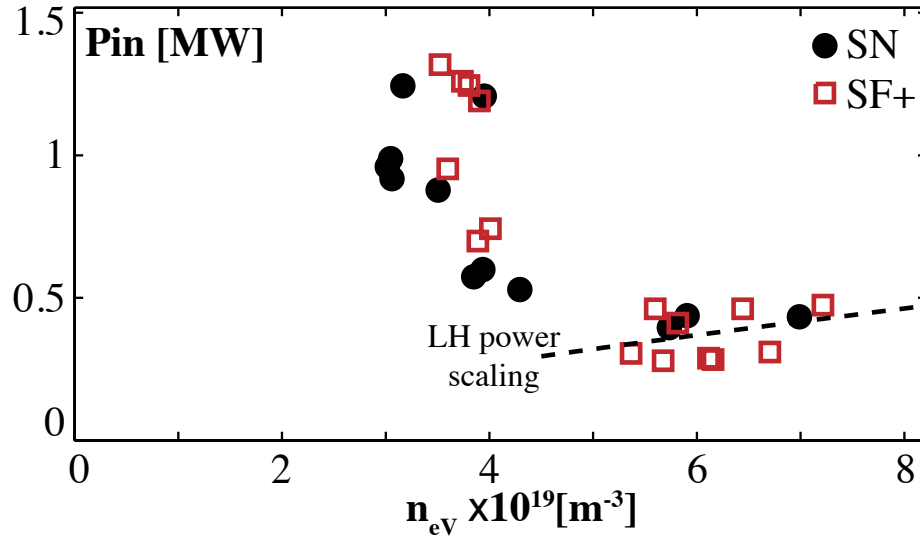 1.5
Pin [MW]
SN
SF+
1
0.5
LH power
scaling
0
0 2 4 6 8
n_eV x10^19[m^-3]